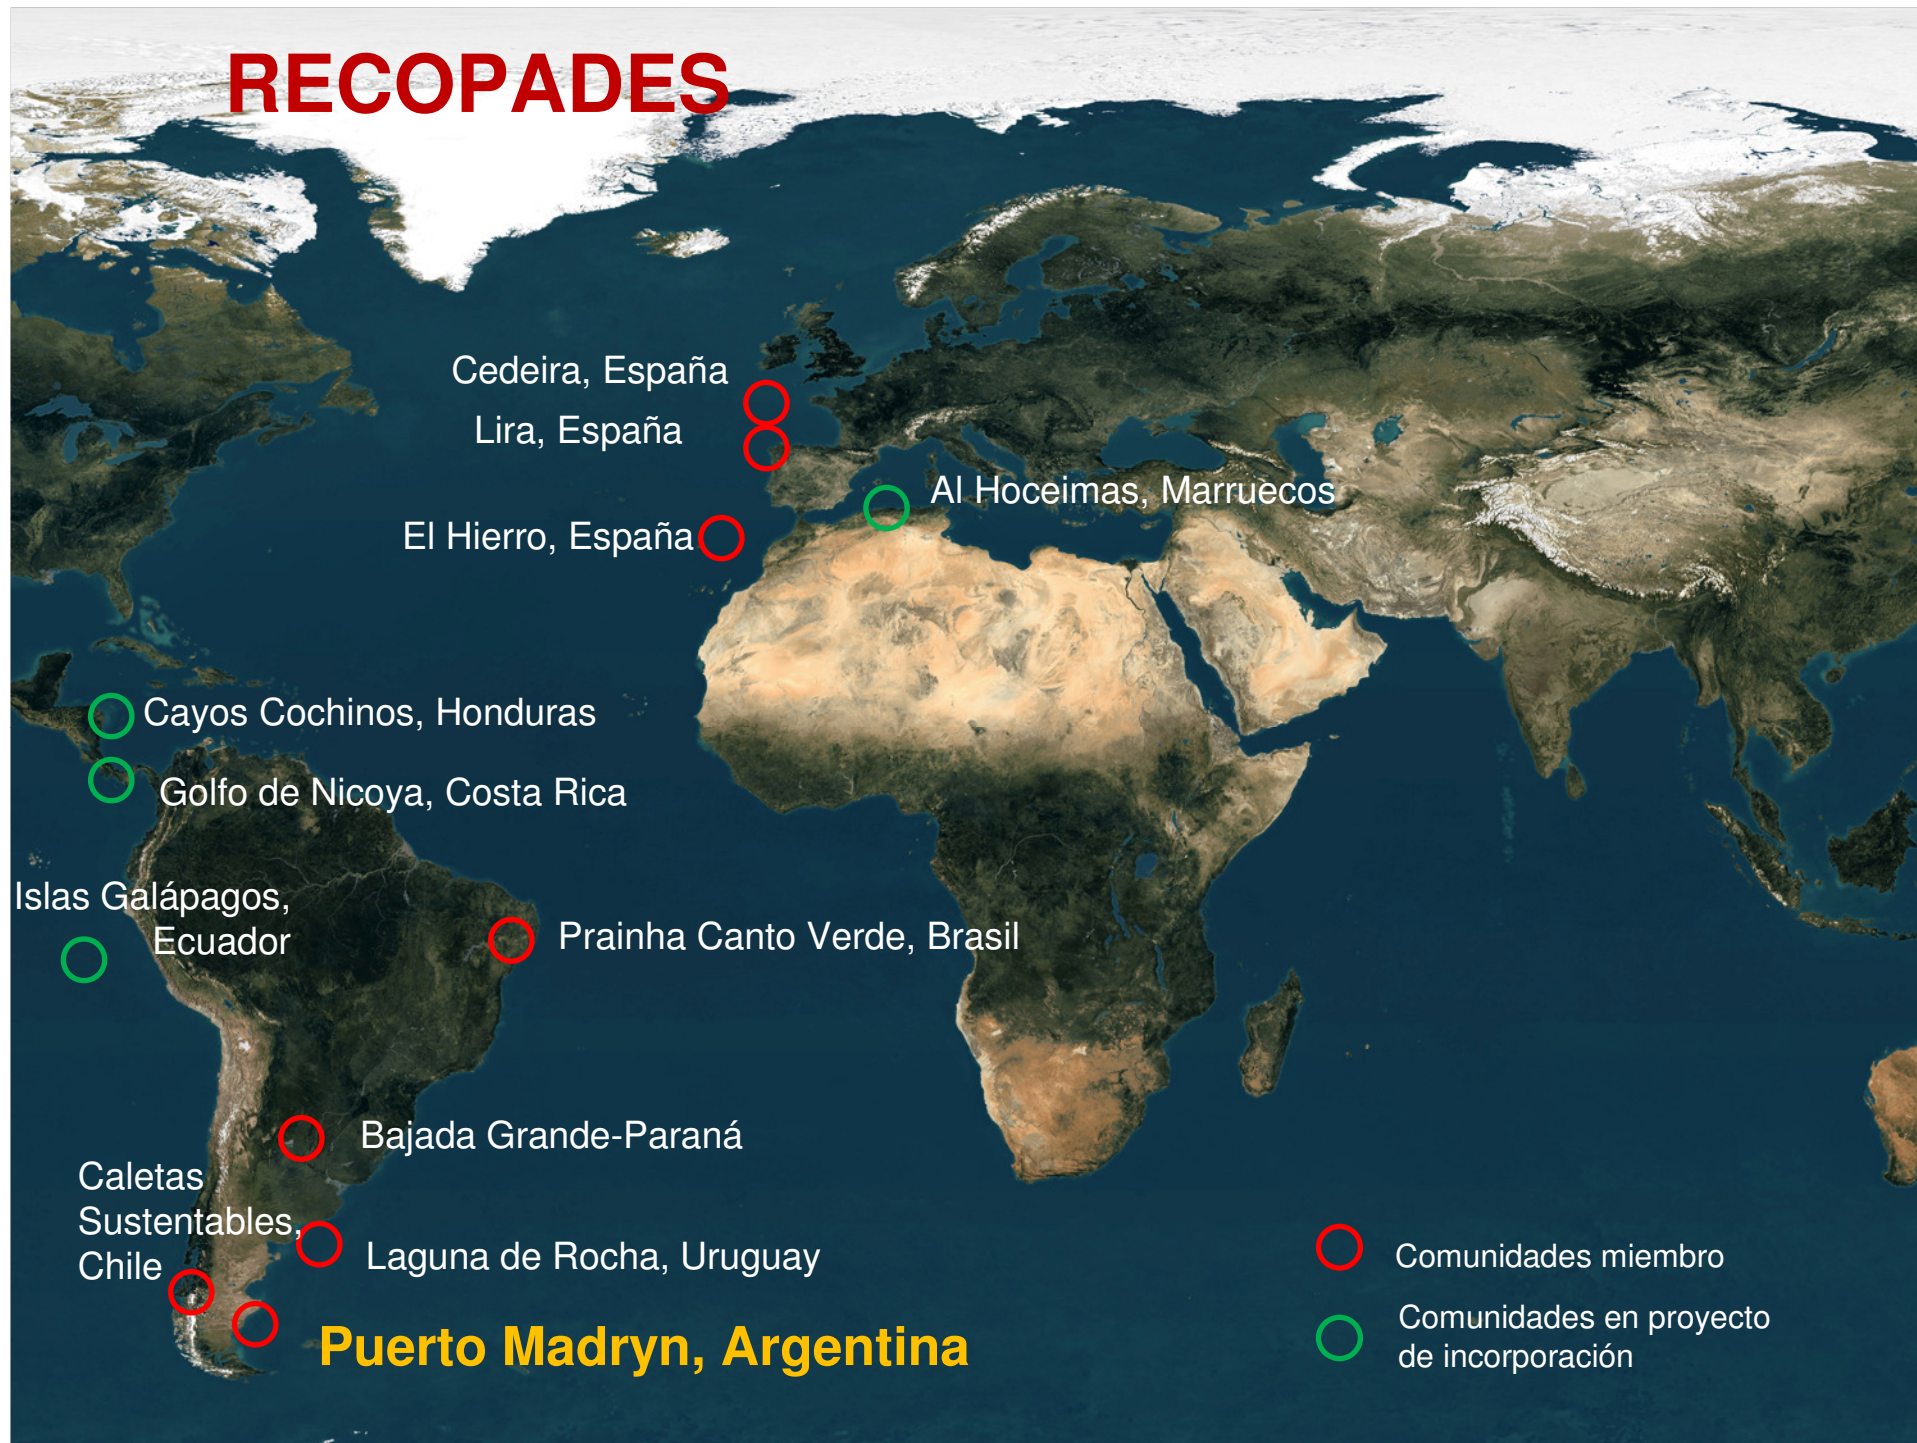 RECOPADES
Cedeira, España
Lira, España
Al Hoceimas, Marruecos
El Hierro, España
Cayos Cochinos, Honduras
Golfo de Nicoya, Costa Rica
Islas Galápagos,
Ecuador
Prainha Canto Verde, Brasil
Bajada Grande-Paraná
Caletas
Sustentables,
Chile
Laguna de Rocha, Uruguay
Puerto Madryn, Argentina
Comunidades miembro
Comunidades en proyecto
de incorporación